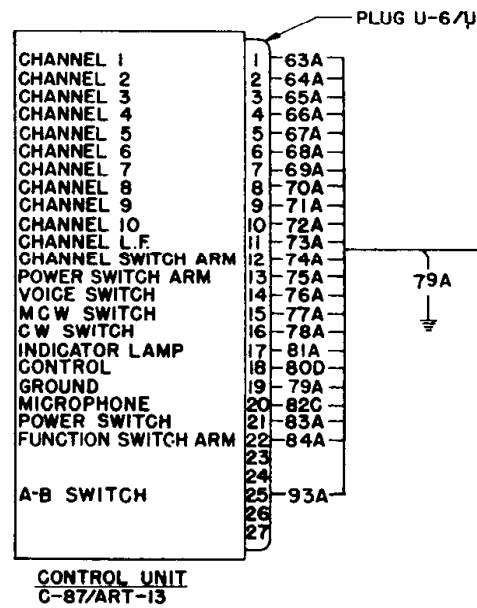 PLUG U-6/U
CHANNEL 1 1 63A
CHANNEL 2 2 64A
CHANNEL 3 3 65A
CHANNEL 4 4 66A
CHANNEL 5 5 67A
CHANNEL 6 6 68A
CHANNEL 7 7 69A
CHANNEL 8 8 70A
CHANNEL 9 9 71A
CHANNEL 10 10 72A
CHANNEL L.F. 11 73A
CHANNEL SWITCH ARM 12 74A
POWER SWITCH ARM 13 75A
79A
VOICE SWITCH 14 76A
MCW SWITCH 15 77A
CW SWITCH 16 78A
INDICATOR LAMP 17 81A
CONTROL 18 80D
GROUND 19 79A
MICROPHONE 20 82C
POWER SWITCH 21 83A
FUNCTION SWITCH ARM 22 84A
23
24
A-B SWITCH 25 93A
26
27
CONTROL UNIT
C-87/ART-13